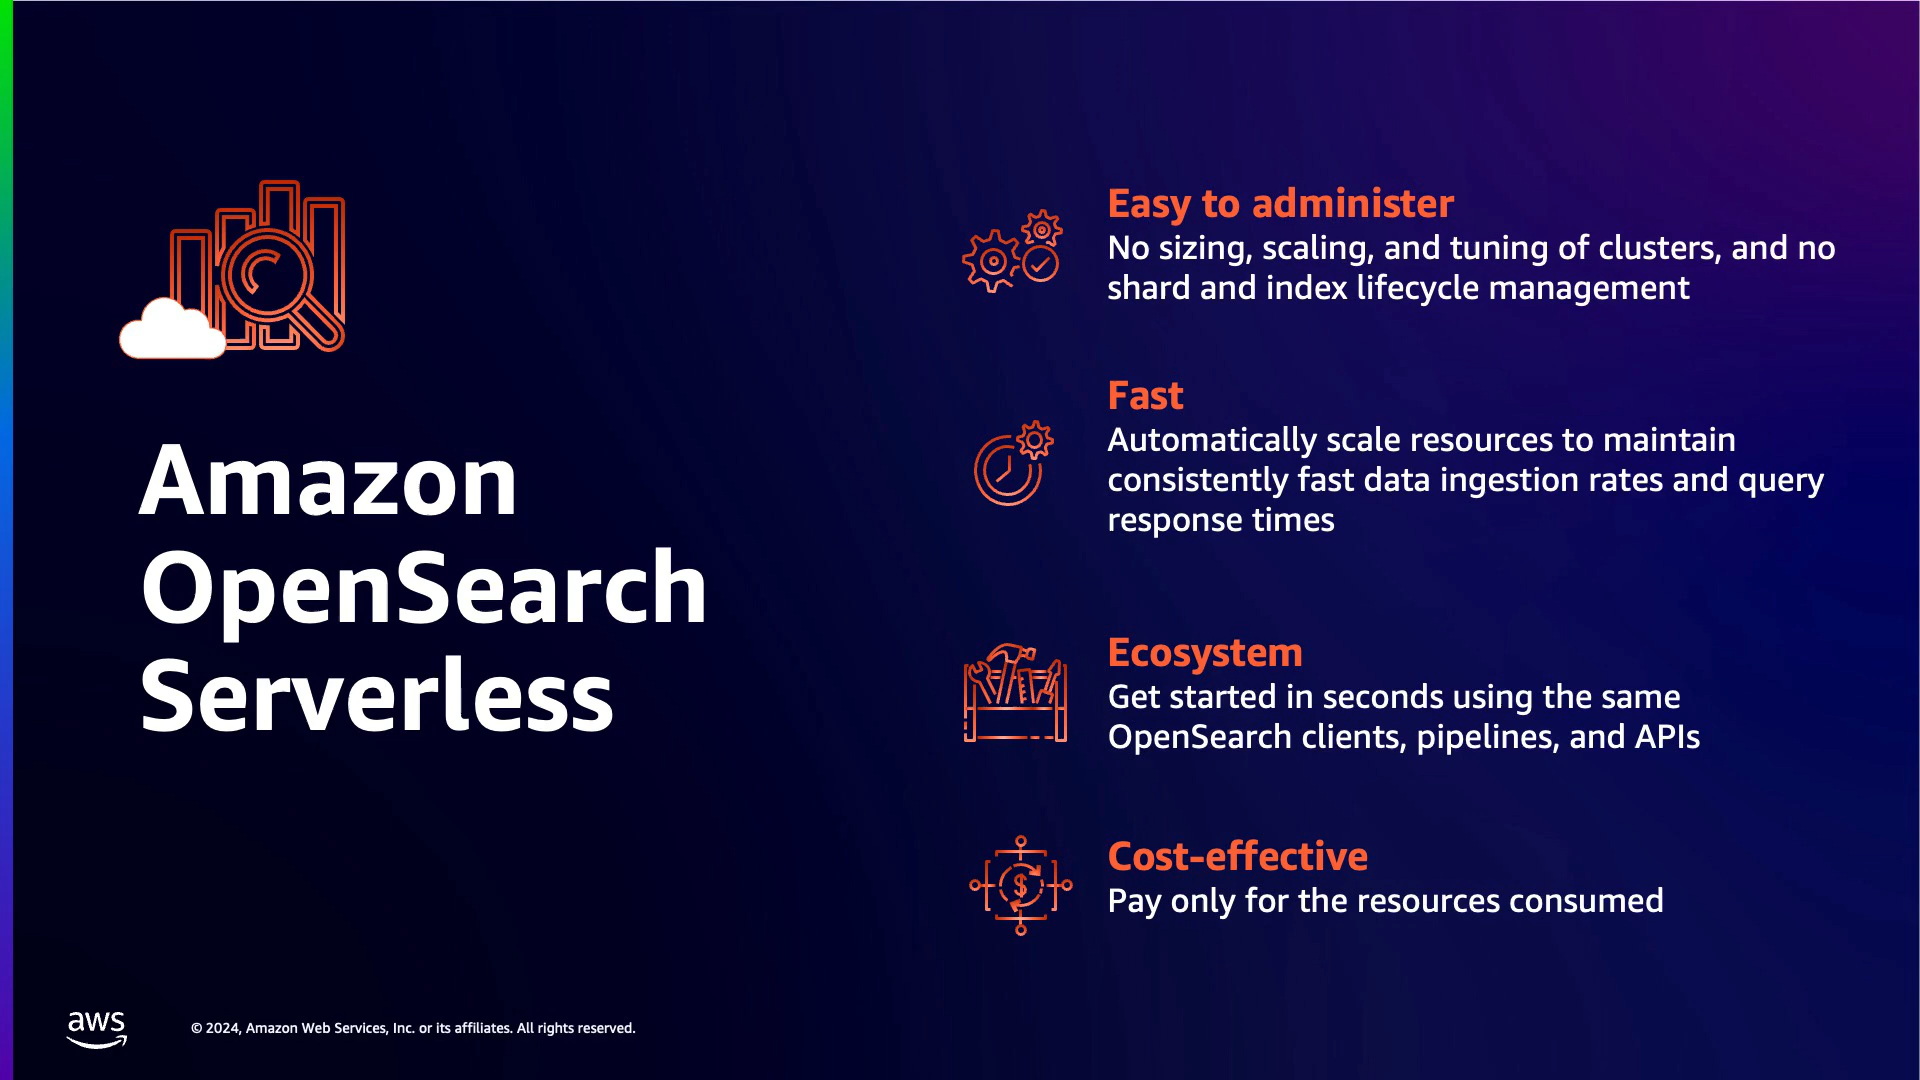 Amazon
OpenSearch
Serverless
Easy to administer
No sizing, scaling, and tuning of clusters, and no
shard and index lifecycle management
Fast
Automatically scale resources to maintain
consistently fast data ingestion rates and query
response times
Ecosystem
Get started in seconds using the same
OpenSearch clients, pipelines, and APIs
$
Cost-effective
Pay only for the resources consumed
aws
© 2024, Amazon Web Services, Inc. or its affiliates. All rights reserved.